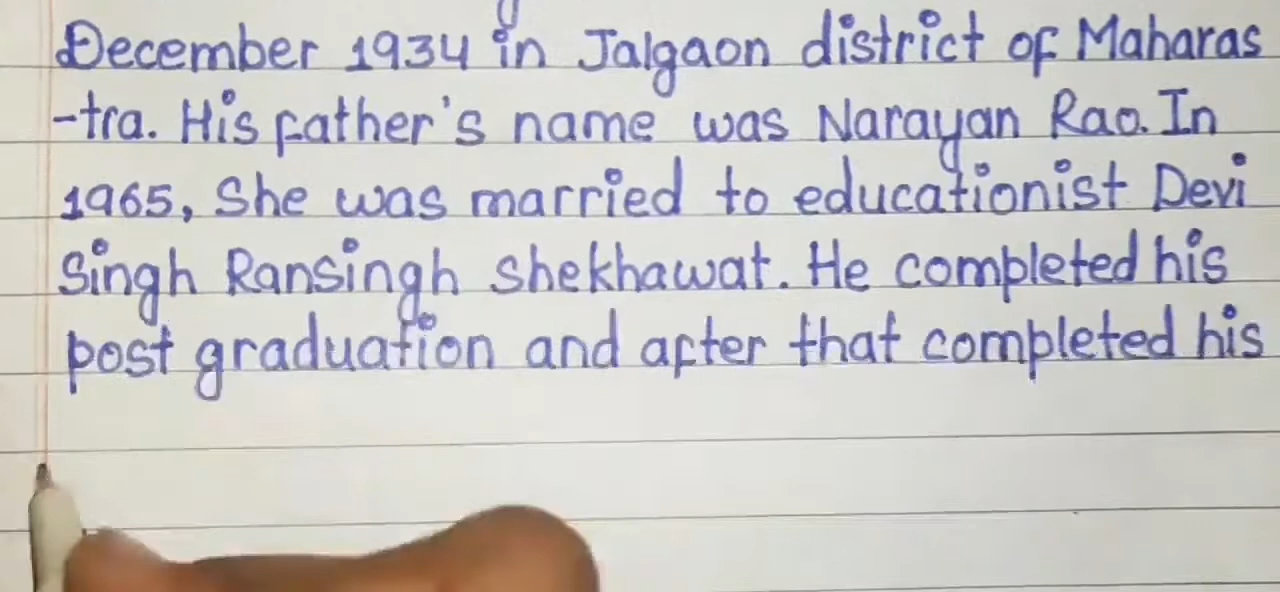 December 1934 in Jalgaon district of Maharas
-tra. His father's name was Narayan Rao. In
1965, She was married to educationist Devi
Singh Ransingh Shekhawat. He completed his
post graduation and after that completed his